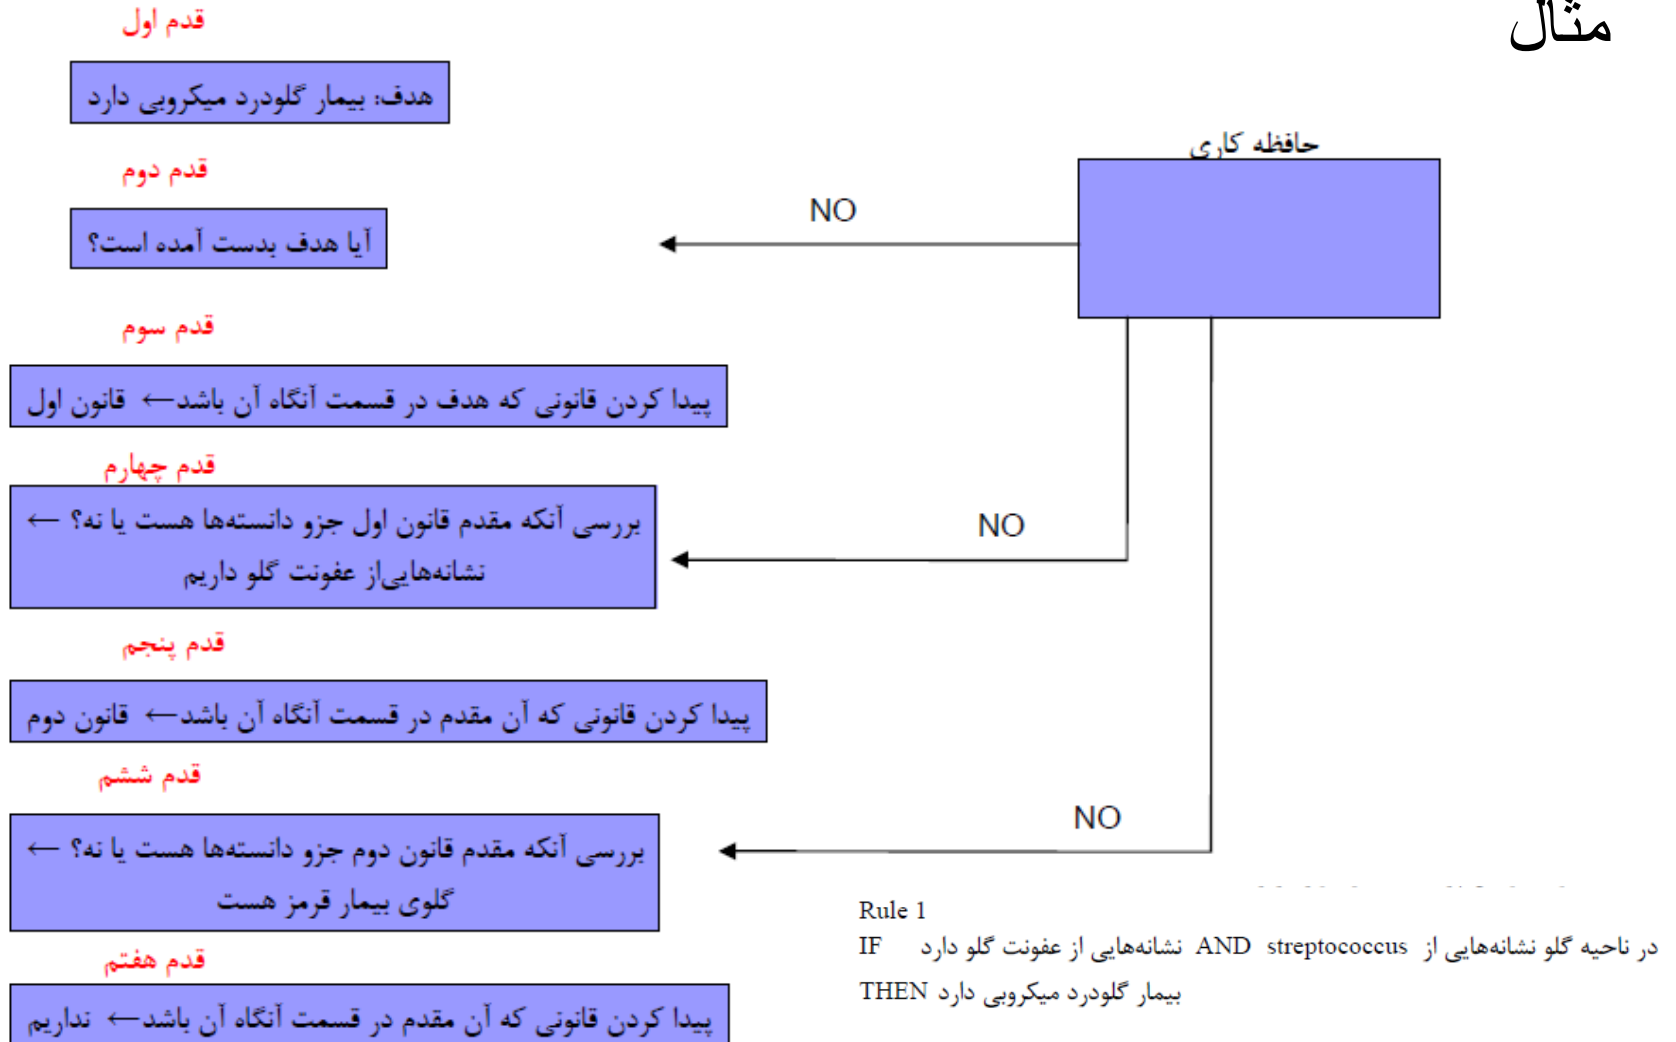 مثال
قدم اول
هدف: بیمار گلودرد میکروبی دارد
قدم دوم
آیا هدف بدست آمده است؟
حافظه کاری
NO
قدم سوم
پیدا کردن قانونی که هدف در قسمت آنگاه آن باشد← قانون اول
قدم چهارم
بررسی آنکه مقدم قانون اول جزو دانسته‌ها هست یا نه؟ ←
نشانه‌هایی‌از عفونت گلو داریم
NO
قدم پنجم
پیدا کردن قانونی که آن مقدم در قسمت آنگاه آن باشد← قانون دوم
قدم ششم
بررسی آنکه مقدم قانون دوم جزو دانسته‌ها هست یا نه؟ ←
گلوی بیمار قرمز هست
NO
قدم هفتم
پیدا کردن قانونی که آن مقدم در قسمت آنگاه آن باشد← نداریم
Rule 1
IF نشانه‌هایی از عفونت گلو دارد AND streptococcus در ناحیه گلو نشانه‌هایی از
THEN بیمار گلودرد میکروبی دارد